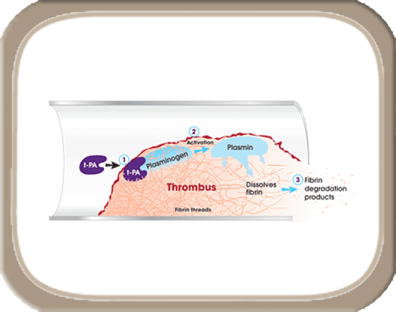 t-PA
1
t-PA
Plasminogen
2
Activation
Plasmin
Thrombus
Fibrin threads
Dissolves
fibrin
3 Fibrin
degradation
products